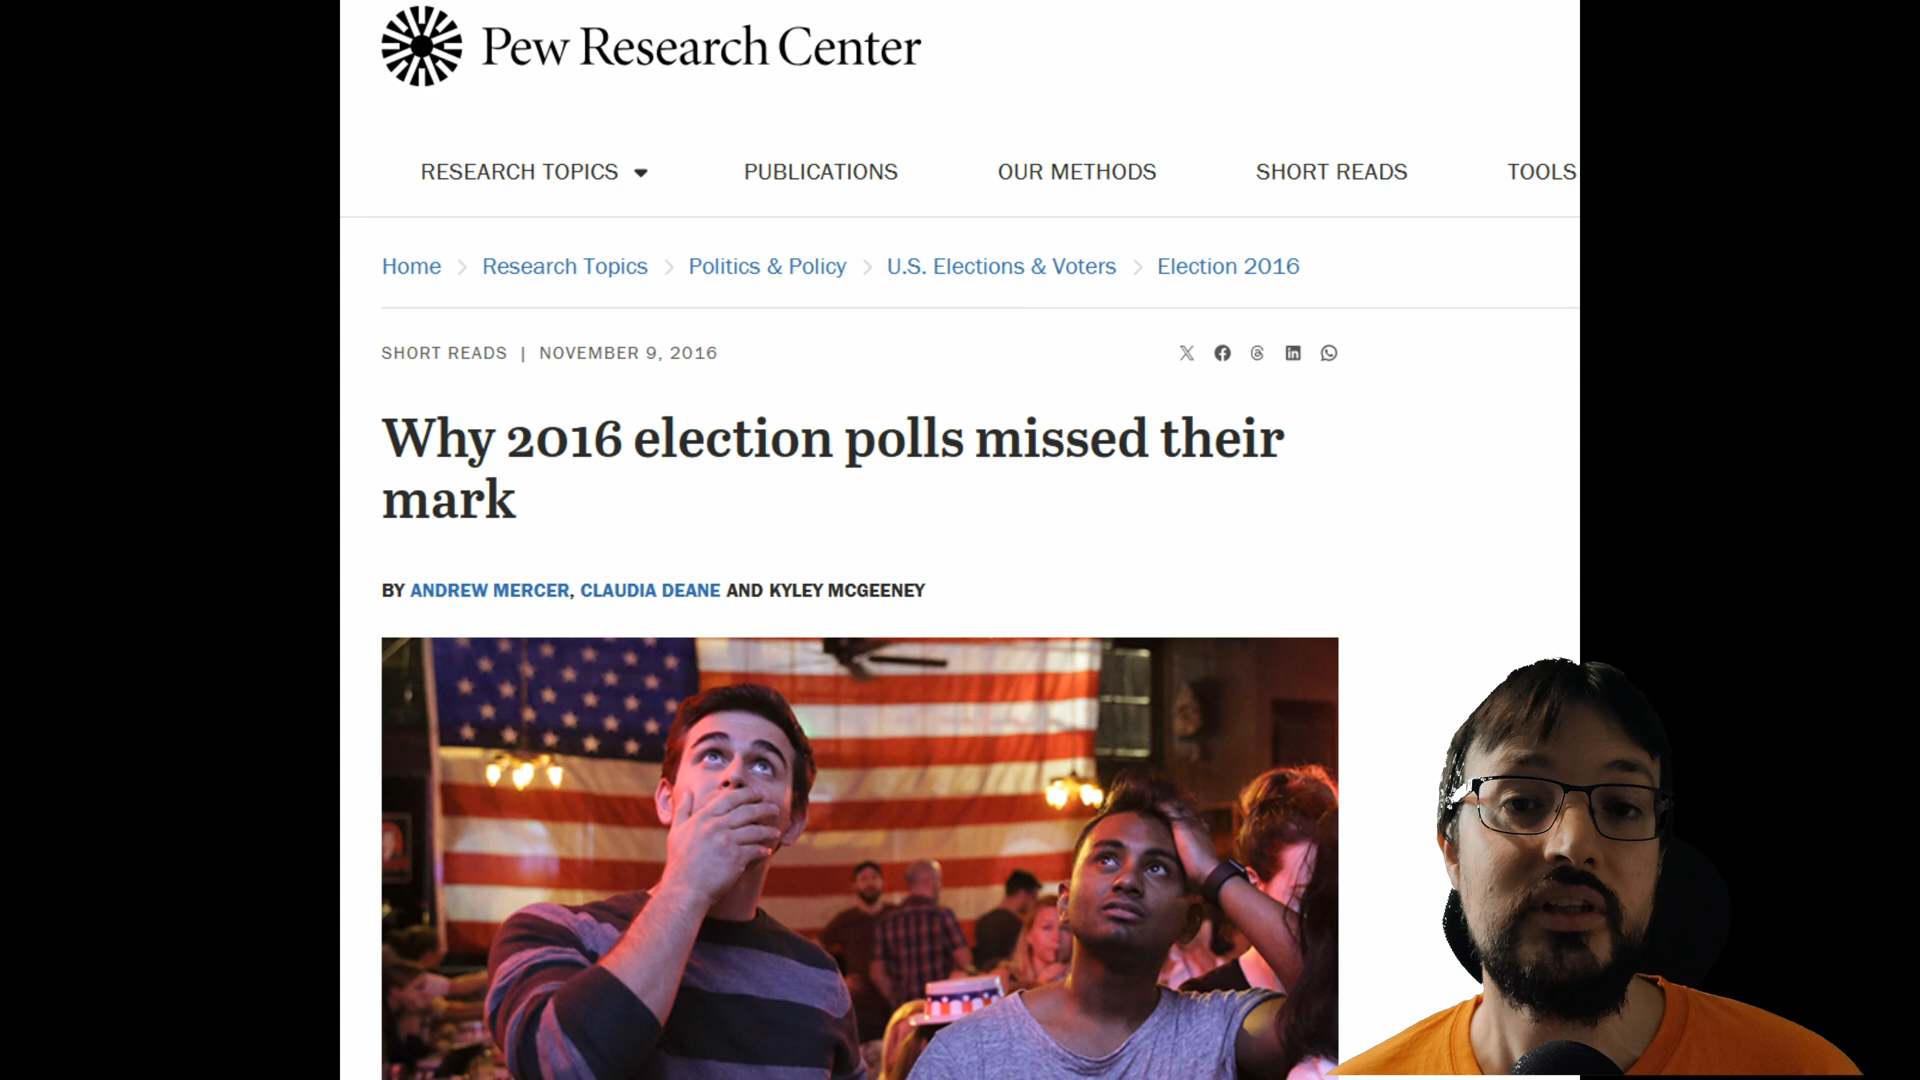 Pew Research Center
RESEARCH TOPICS PUBLICATIONS OUR METHODS SHORT READS TOOLS
Home Research Topics Politics & Policy U.S. Elections & Voters Election 2016
SHORT READS | NOVEMBER 9, 2016
Why 2016 election polls missed their
mark
BY ANDREW MERCER, CLAUDIA DEANE AND KYLEY MCGEENEY